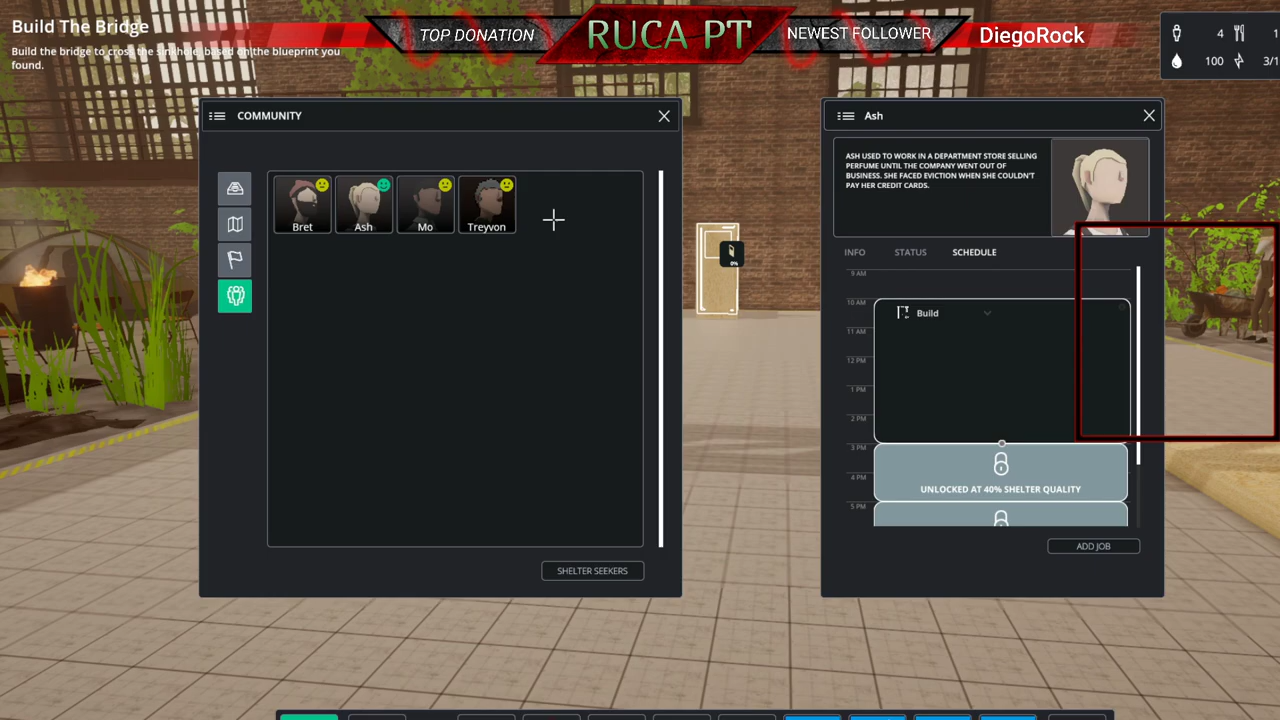 Build The Bridge
Build the bridge to cross the sinkhole, based on the blueprint you
found.
TOP DONATION
RUCA PT
NEWEST FOLLOWER
DiegoRock
4
1
100
3/1
COMMUNITY
Bret
Ash
Mo
Treyvon
SHELTER SEEKERS
0%
Ash
ASH USED TO WORK IN A DEPARTMENT STORE SELLING
PERFUME UNTIL THE COMPANY WENT OUT OF
BUSINESS. SHE FACED EVICTION WHEN SHE COULDN'T
PAY HER CREDIT CARDS.
INFO
STATUS
SCHEDULE
9 AM
10 AM
Build
11 AM
12 PM
1 PM
2 PM
3 PM
4 PM
UNLOCKED AT 40% SHELTER QUALITY
5 PM
ADD JOB